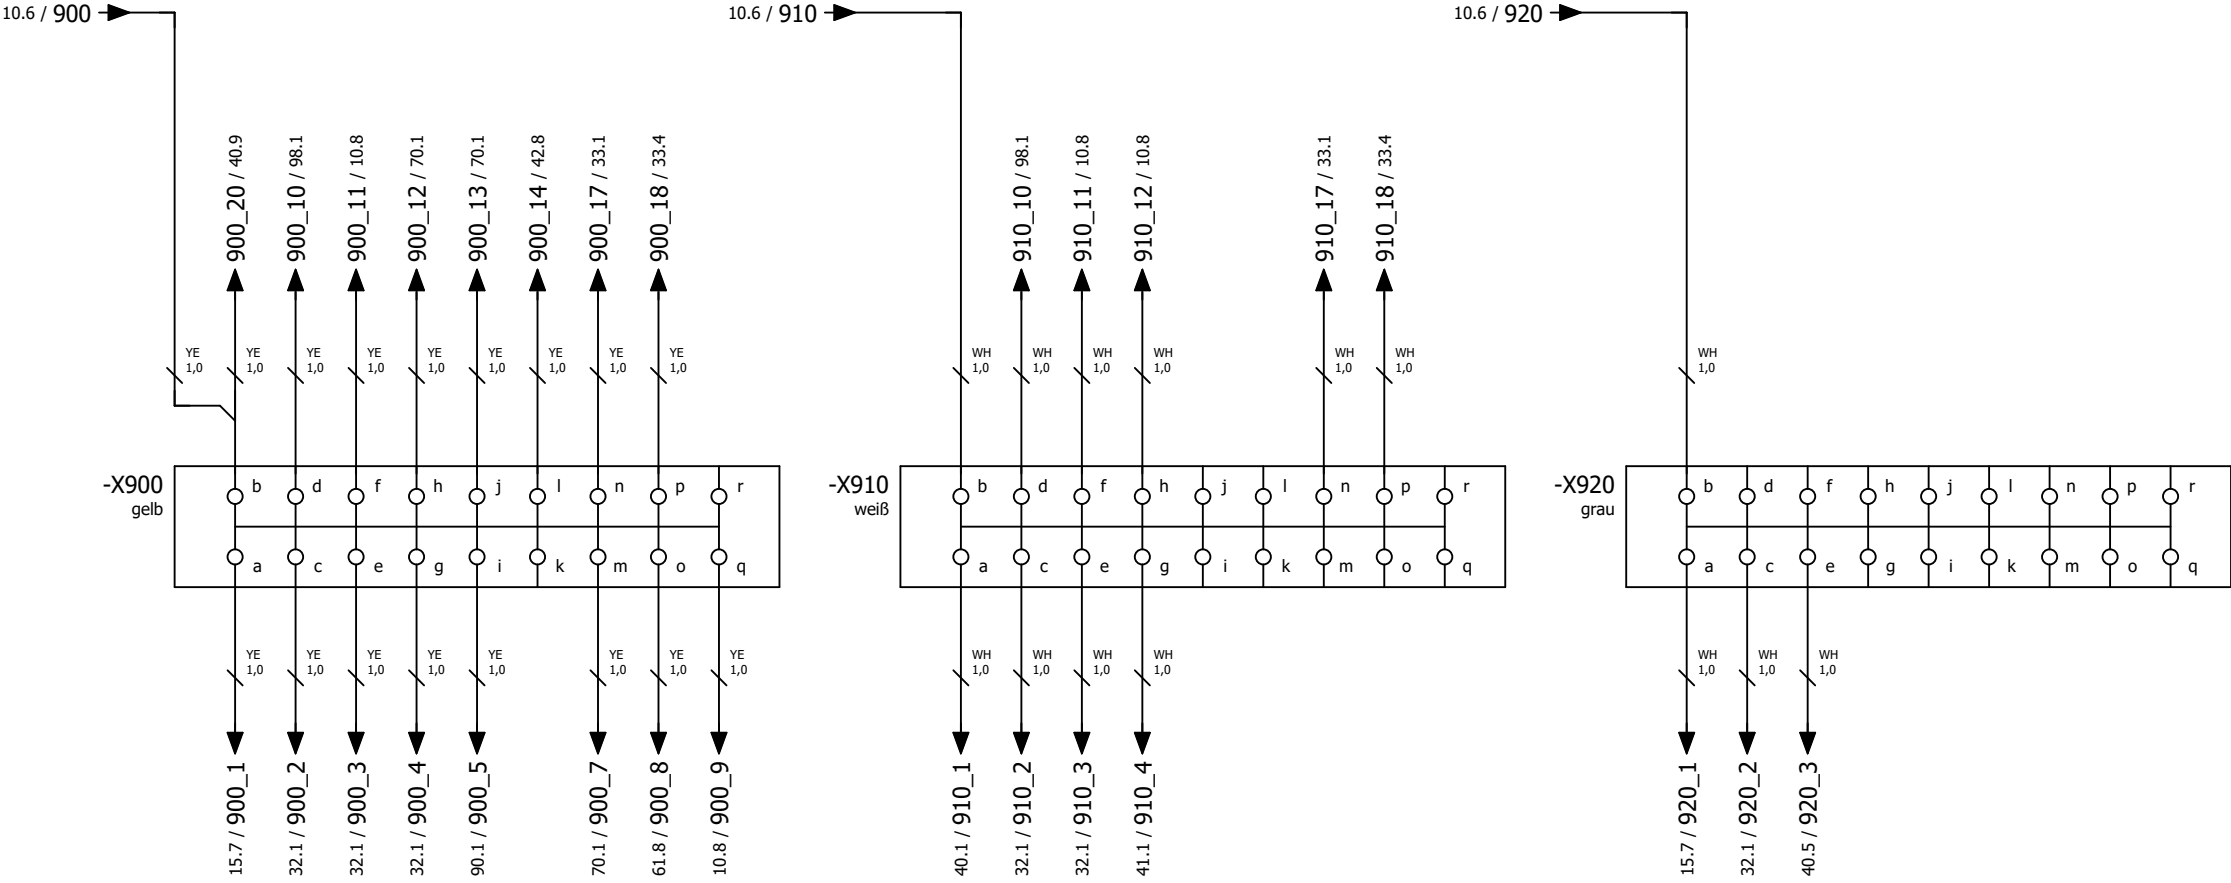 10.6 / 900
10.6 / 910
10.6 / 920
900_20 / 40.9
900_10 / 98.1
900_11 / 10.8
900_12 / 70.1
900_13 / 70.1
900_14 / 42.8
900_17 / 33.1
900_18 / 33.4
910_10 / 98.1
910_11 / 10.8
910_12 / 10.8
910_17 / 33.1
910_18 / 33.4
YE YE YE YE YE YE YE YE YE
1,0 1,0 1,0 1,0 1,0 1,0 1,0 1,0 1,0
WH WH WH WH WH WH
1,0 1,0 1,0 1,0 1,0 1,0
WH
1,0
-X900
gelb
b d f h j l n p r
a c e g i k m o q
-X910
weiß
b d f h j l n p r
a c e g i k m o q
-X920
grau
b d f h j l n p r
a c e g i k m o q
YE YE YE YE YE YE YE YE
1,0 1,0 1,0 1,0 1,0 1,0 1,0 1,0
WH WH WH WH
1,0 1,0 1,0 1,0
WH WH WH
1,0 1,0 1,0
15.7 / 900_1
32.1 / 900_2
32.1 / 900_3
32.1 / 900_4
90.1 / 900_5
70.1 / 900_7
61.8 / 900_8
10.8 / 900_9
40.1 / 910_1
32.1 / 910_2
32.1 / 910_3
41.1 / 910_4
15.7 / 920_1
32.1 / 920_2
40.5 / 920_3